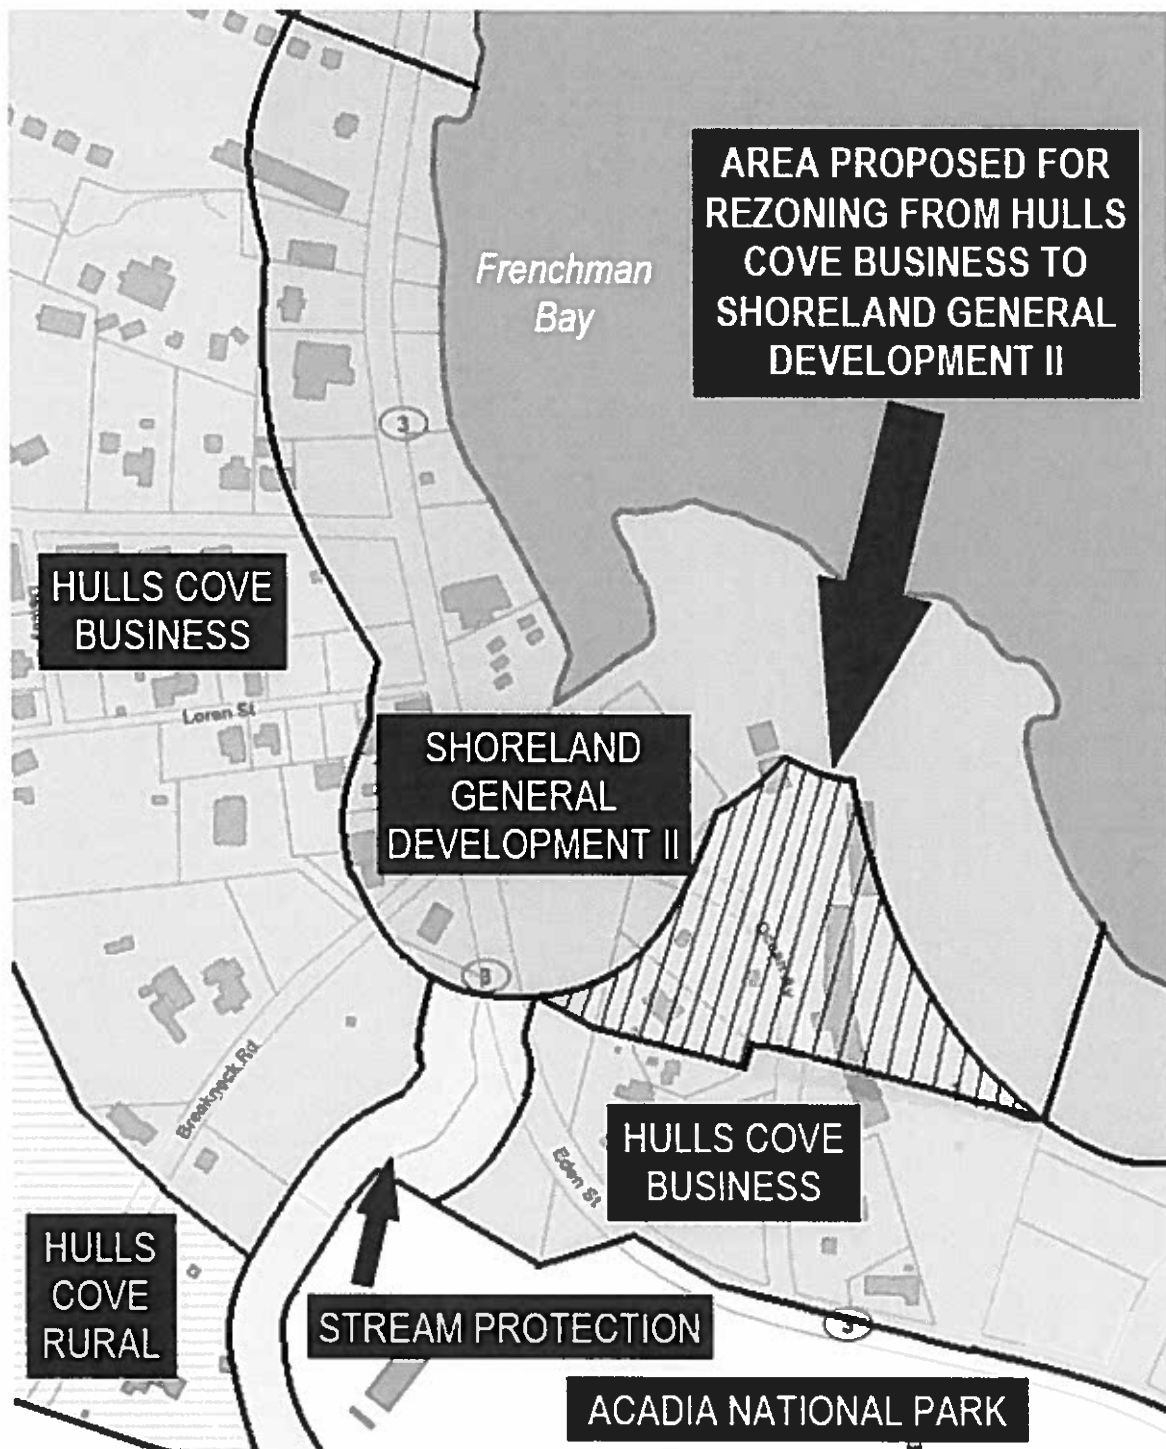 AREA PROPOSED FOR
REZONING FROM HULLS
COVE BUSINESS TO
SHORELAND GENERAL
DEVELOPMENT II
Frenchman
Bay
3
HULLS COVE
BUSINESS
Loren St
SHORELAND
GENERAL
DEVELOPMENT II
Ocean Av
3
Breakneck Rd
Eden St
HULLS COVE
BUSINESS
HULLS
COVE
RURAL
STREAM PROTECTION
3
ACADIA NATIONAL PARK